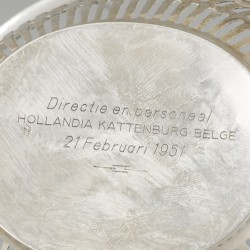 Directie en personeel
HOLLANDIA KATTENBURG BELGE
21 Februari 1951